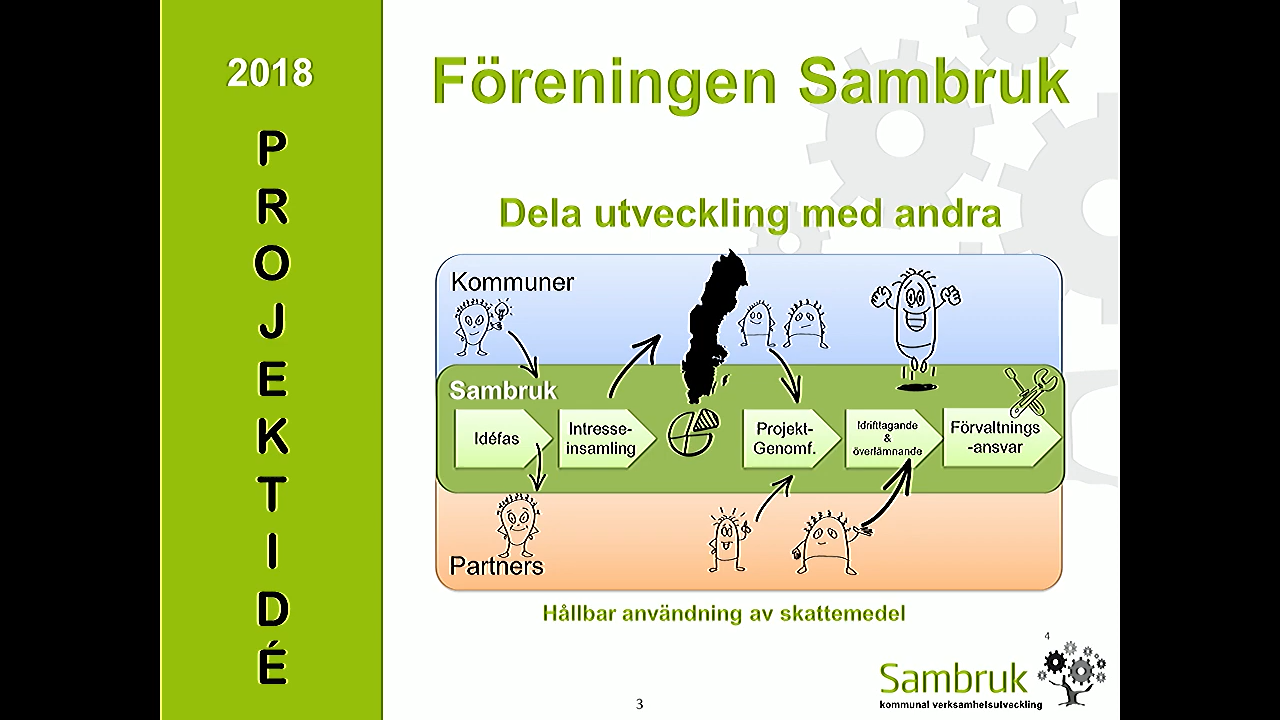 2018
P
R
O
J
E
K
T
I
D
É
Föreningen Sambruk
Dela utveckling med andra
Kommuner
Sambruk
Idéfas
Intresse-
insamling
Projekt-
Genomf.
Idrifttagande
&
överlämnande
Förvaltnings
-ansvar
Partners
Hållbar användning av skattemedel
4
Sambruk
kommunal verksamhetsutveckling
3